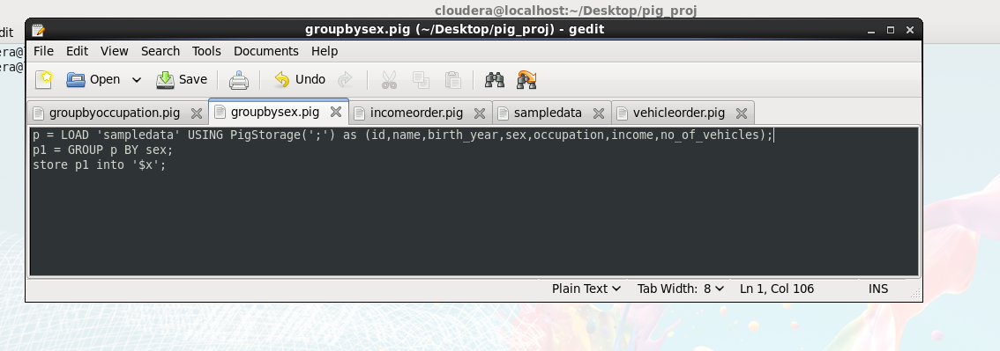 cloudera@localhost:~/Desktop/pig_proj
dit
era@
era@
groupbysex.pig (~/Desktop/pig_proj) - gedit
File Edit View Search Tools Documents Help
Open Save Undo
groupbyoccupation.pig groupbysex.pig incomeorder.pig sampledata vehicleorder.pig
p = LOAD 'sampledata' USING PigStorage(';') as (id,name,birth_year,sex,occupation,income,no_of_vehicles);
p1 = GROUP p BY sex;
store p1 into '$x';
Plain Text Tab Width: 8 Ln 1, Col 106 INS